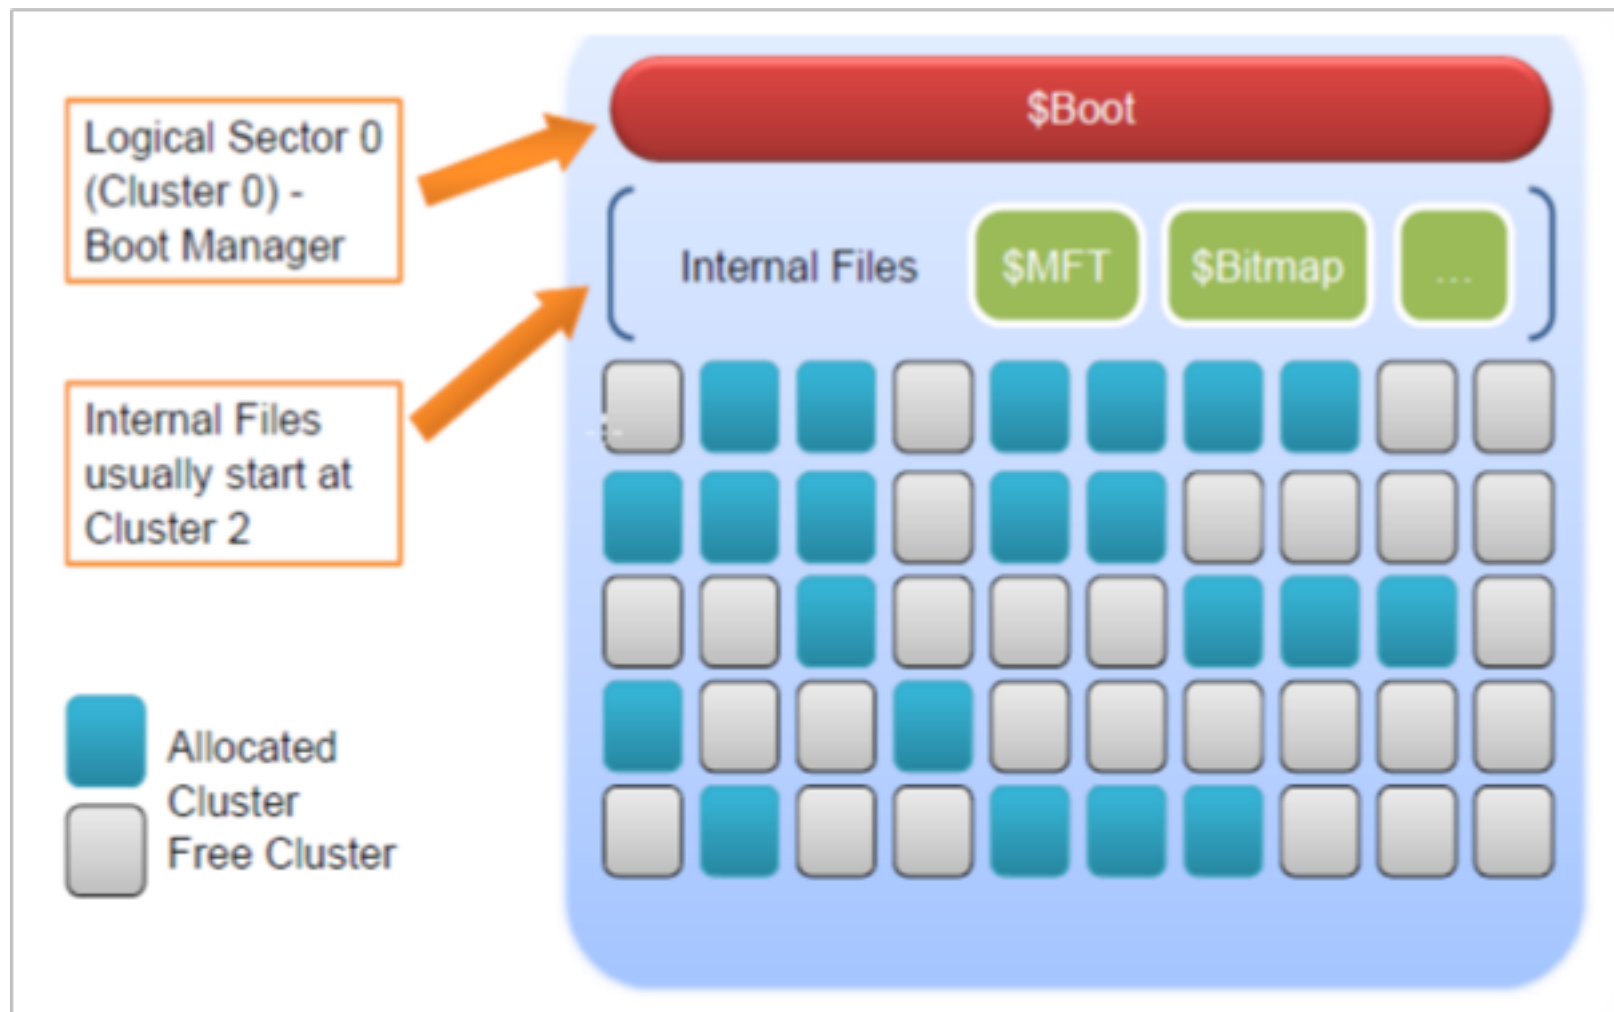 $Boot
Logical Sector 0
(Cluster 0) -
Boot Manager
Internal Files $MFT $Bitmap ...
Internal Files
usually start at
Cluster 2
Allocated
Cluster
Free Cluster